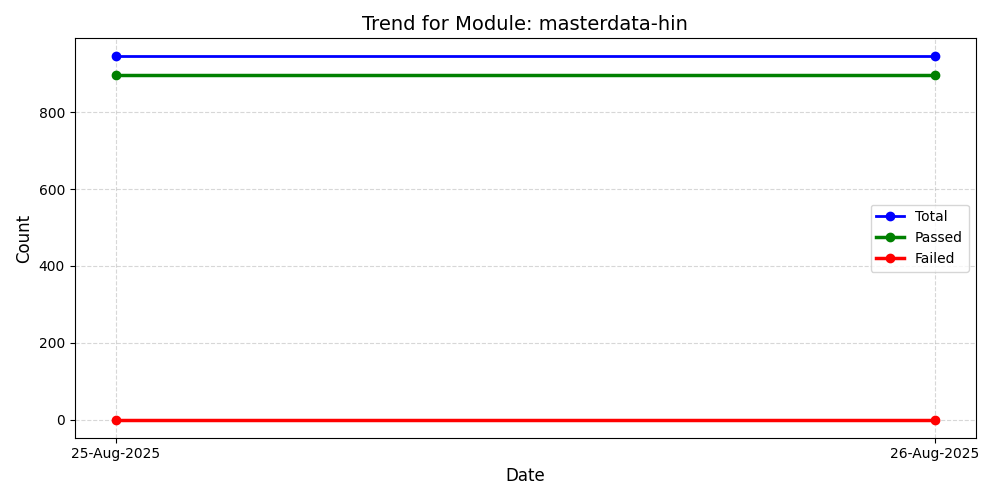 Trend for Module: masterdata-hin
Count
800
600
400
200
0
Total
Passed
Failed
25-Aug-2025
26-Aug-2025
Date